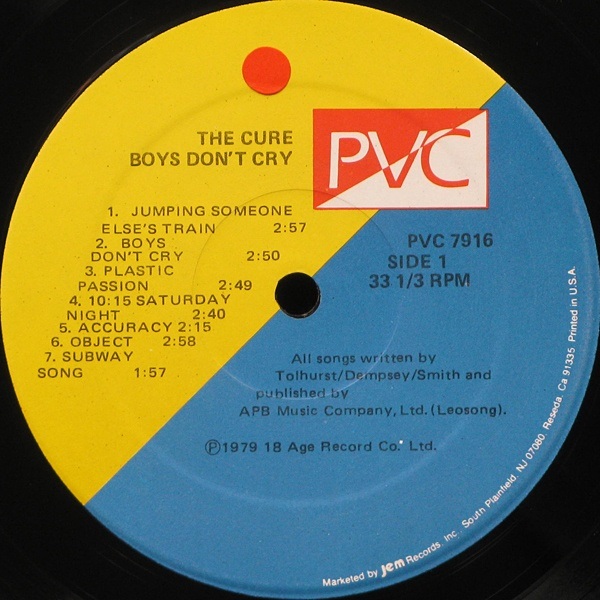 THE CURE
BOYS DON'T CRY
PVC
1. JUMPING SOMEONE
ELSE'S TRAIN 2:57
2. BOYS
DON'T CRY 2:50
3. PLASTIC
PASSION 2:49
4. 10:15 SATURDAY
NIGHT 2:40
5. ACCURACY 2:15
6. OBJECT 2:58
7. SUBWAY
SONG 1:57
PVC 7916
SIDE 1
33 1/3 RPM
All songs written by
Tolhurst/Dempsey/Smith and
published by
APB Music Company, Ltd. (Leosong).
℗1979 18 Age Record Co. Ltd.
Marketed by Jem Records, Inc., South Plainfield, NJ 07080 Reseda, Ca 91335 Printed in U.S.A.